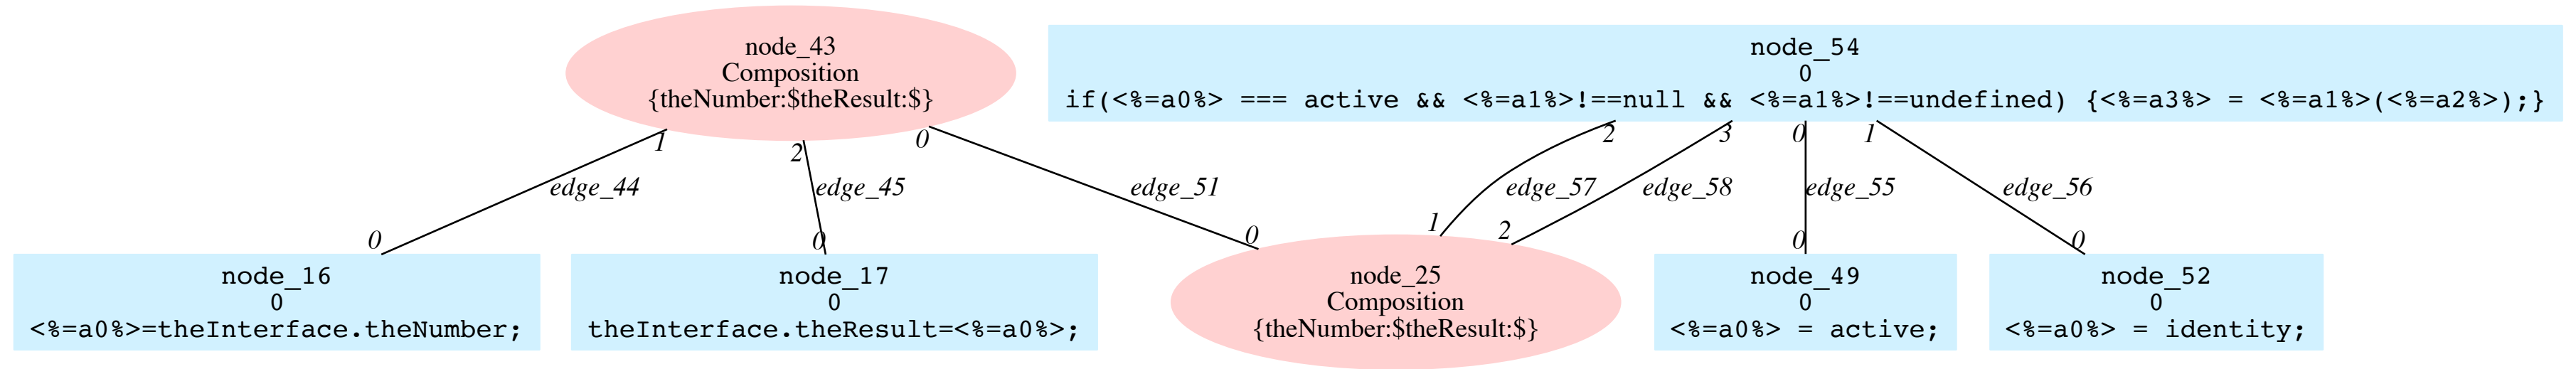 node_43
Composition
{theNumber:$theResult:$}
node_54
0
if(<%=a0%> === active && <%=a1%>!==null && <%=a1%>!==undefined) {<%=a3%> = <%=a1%>(<%=a2%>);}
1
2
0
2
3
0
1
edge_44
edge_45
edge_51
edge_57
edge_58
edge_55
edge_56
0
0
0
1
2
0
0
node_16
0
<%=a0%>=theInterface.theNumber;
node_17
0
theInterface.theResult=<%=a0%>;
node_25
Composition
{theNumber:$theResult:$}
node_49
0
<%=a0%> = active;
node_52
0
<%=a0%> = identity;